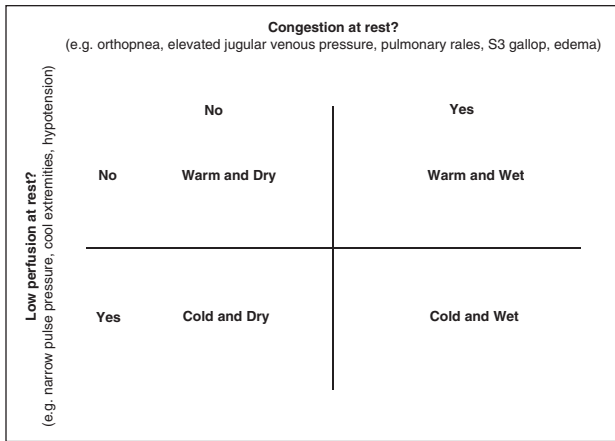 Congestion at rest?
(e.g. orthopnea, elevated jugular venous pressure, pulmonary rales, S3 gallop, edema)
Low perfusion at rest?
(e.g. narrow pulse pressure, cool extremities, hypotension)
No
Yes
No
Warm and Dry
Warm and Wet
Yes
Cold and Dry
Cold and Wet